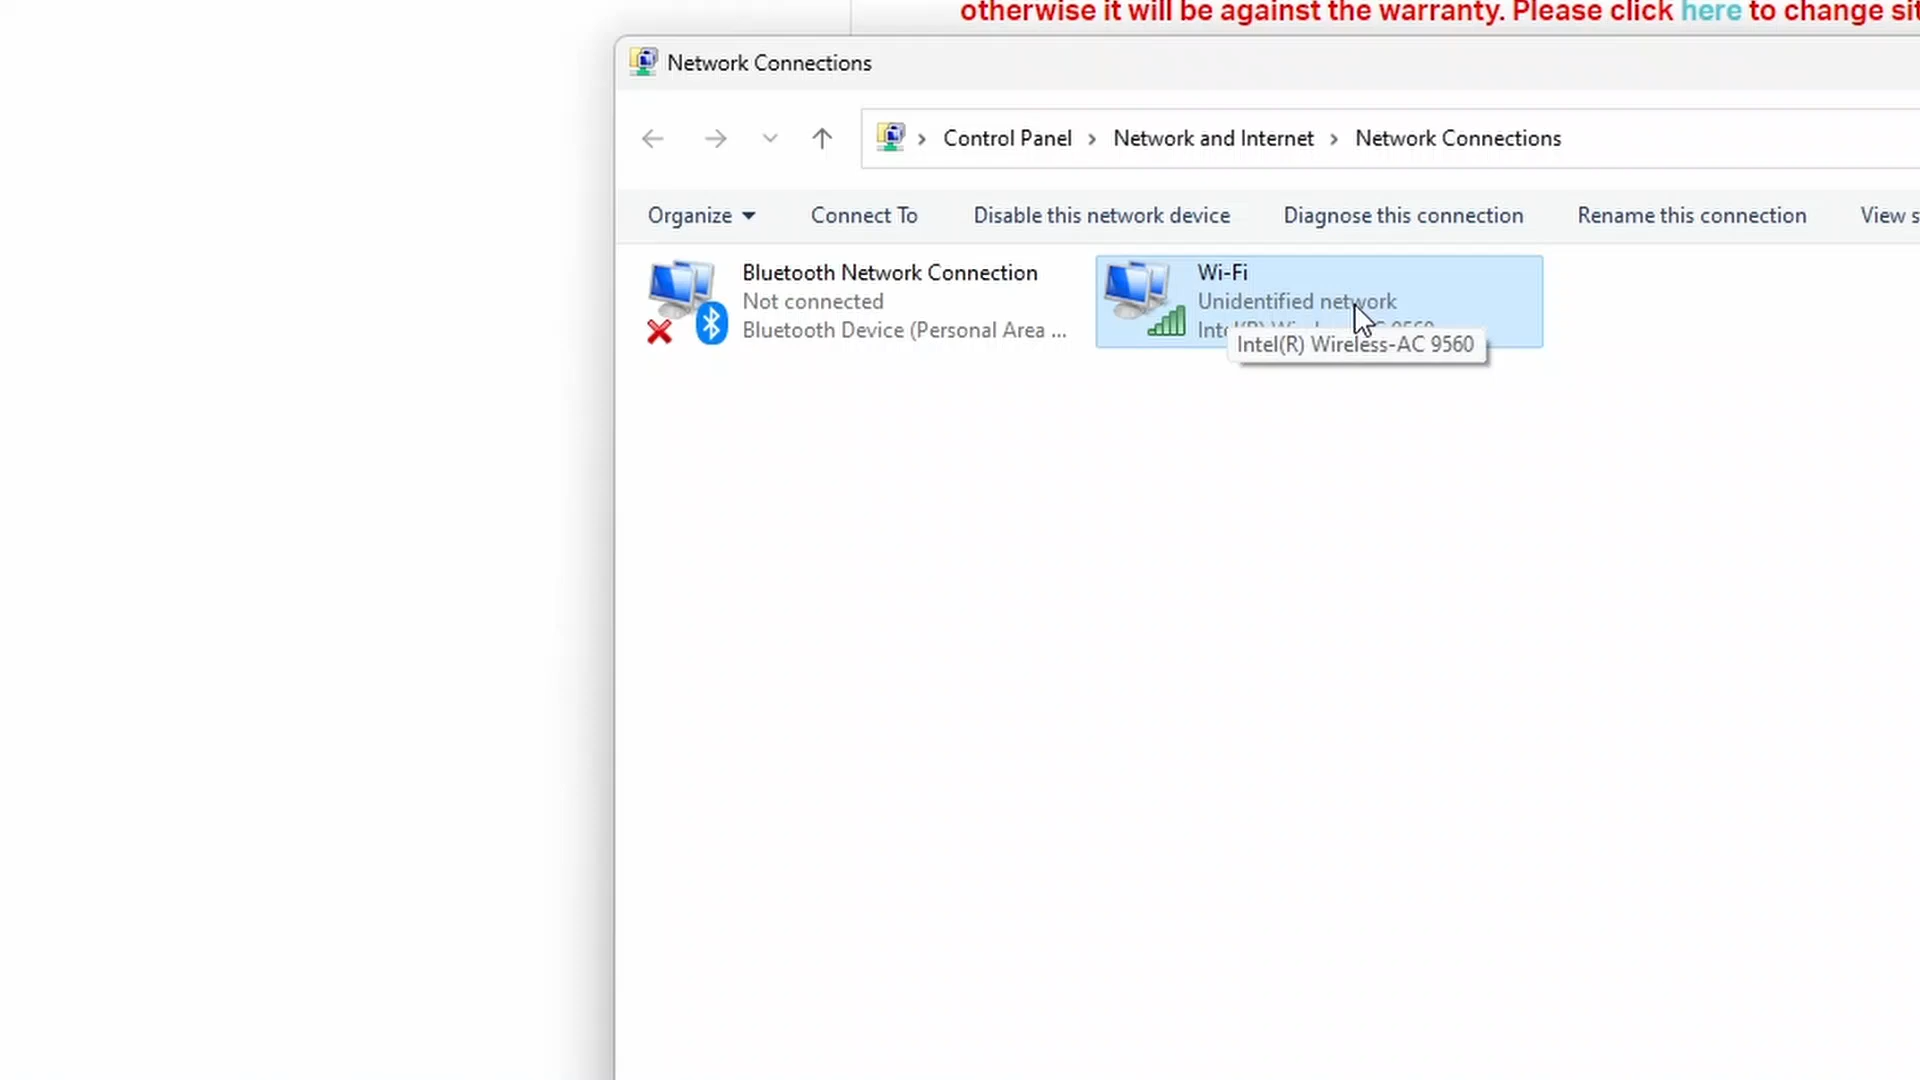 otherwise it will be against the warranty. Please click here to change
Network Connections
Control Panel > Network and Internet > Network Connections
Organize Connect To Disable this network device Diagnose this connection Rename this connection View
Bluetooth Network Connection
Not connected
Bluetooth Device (Personal Area ...
Wi-Fi
Unidentified network
9560
Intel(R) Wireless-AC 9560